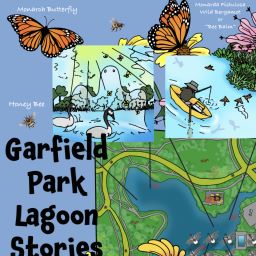 Monarch Butterfly
Monarda Fistulosa
Wild Bergamot
or
"Bee Balm"
Honey Bee
Garfield
Park
Lagoon
Stories